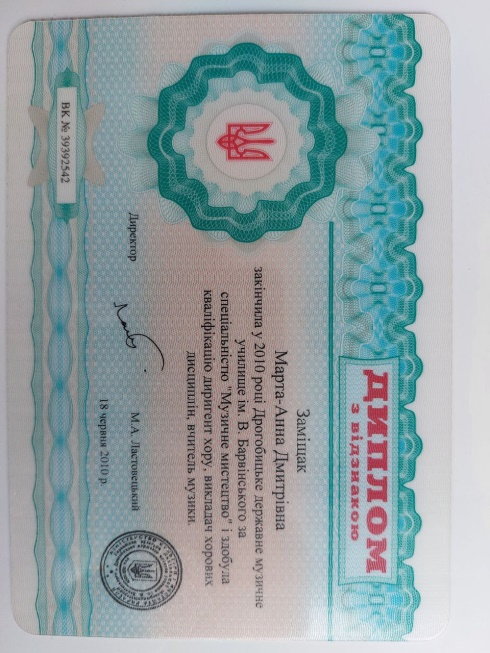 ДИПЛОМ
З ВІДЗНАКОЮ
Заміщак
Марта-Анна Дмитрівна
закінчила у 2010 році Дрогобицьке державне музичне
училище ім. В. Барвінського за
спеціальністю "Музичне мистецтво" і здобула
кваліфікацію диригент хору, викладач хорових
дисциплін, вчитель музики.
Директор
М.А. Ластовецький
18 червня 2010 р.
ВК № 39392542